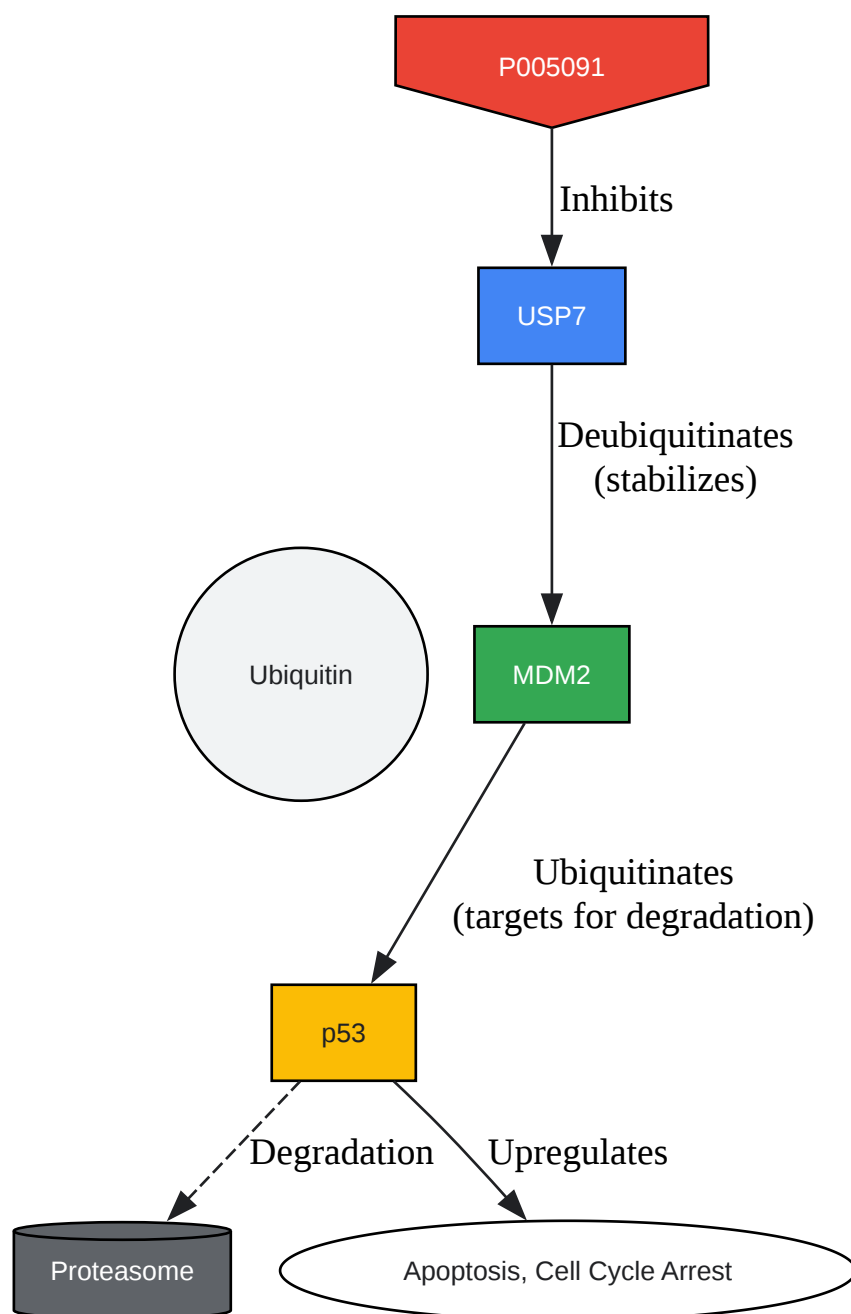 P005091
Inhibits
USP7
Deubiquitinates
(stabilizes)
Ubiquitin
MDM2
Ubiquitinates
(targets for degradation)
p53
Degradation
Upregulates
Proteasome
Apoptosis, Cell Cycle Arrest